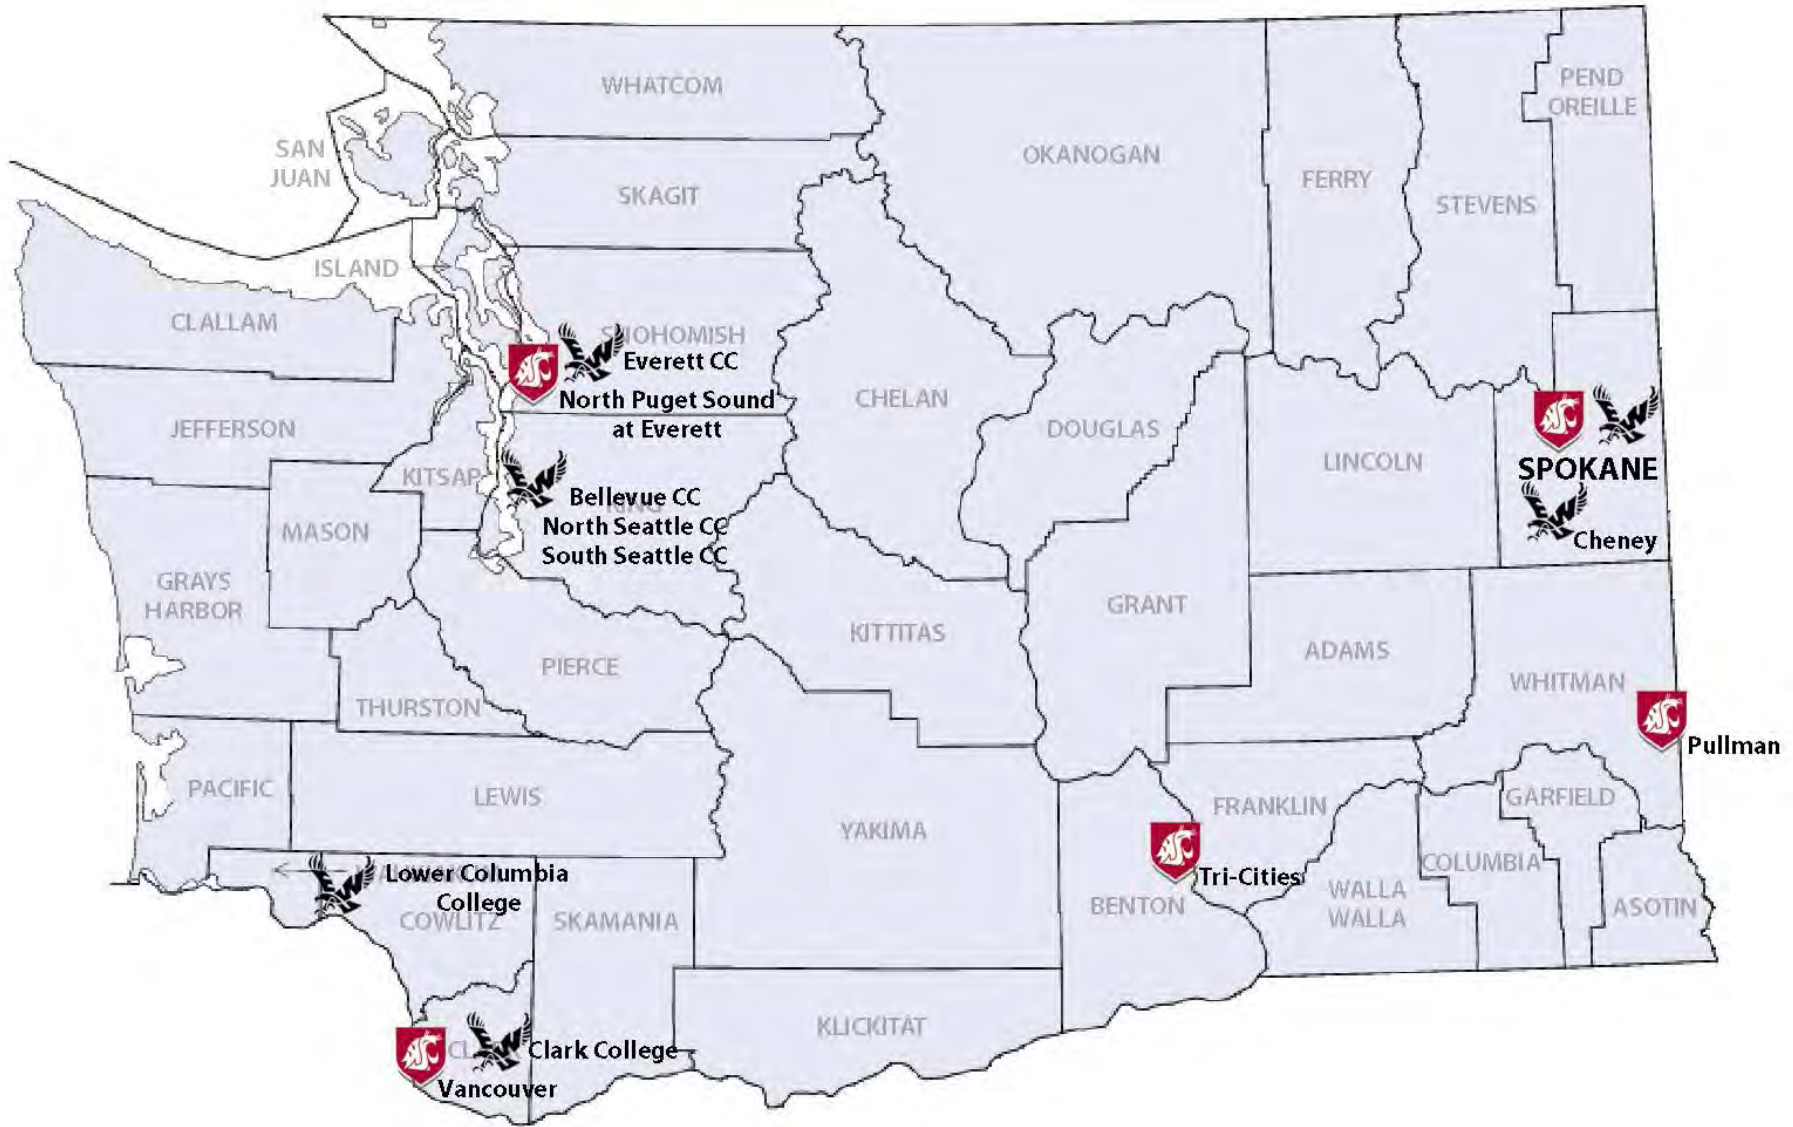 WHATCOM
PEND
OREILLE
SAN
JUAN
OKANOGAN
SKAGIT
FERRY
STEVENS
ISLAND
CLALLAM
SNOHOMISH
Everett CC
North Puget Sound
at Everett
CHELAN
JEFFERSON
DOUGLAS
LINCOLN
SPOKANE
KITSAP
KING
Bellevue CC
North Seattle CC
South Seattle CC
MASON
Cheney
GRAYS
HARBOR
GRANT
KITTITAS
ADAMS
PIERCE
WHITMAN
THURSTON
Pullman
PACIFIC
LEWIS
YAKIMA
FRANKLIN
GARFIELD
Tri-Cities
COLUMBIA
Lower Columbia
College
COWLITZ
SKAMANIA
BENTON
WALLA
WALLA
ASOTIN
KLICKITAT
Clark College
Vancouver